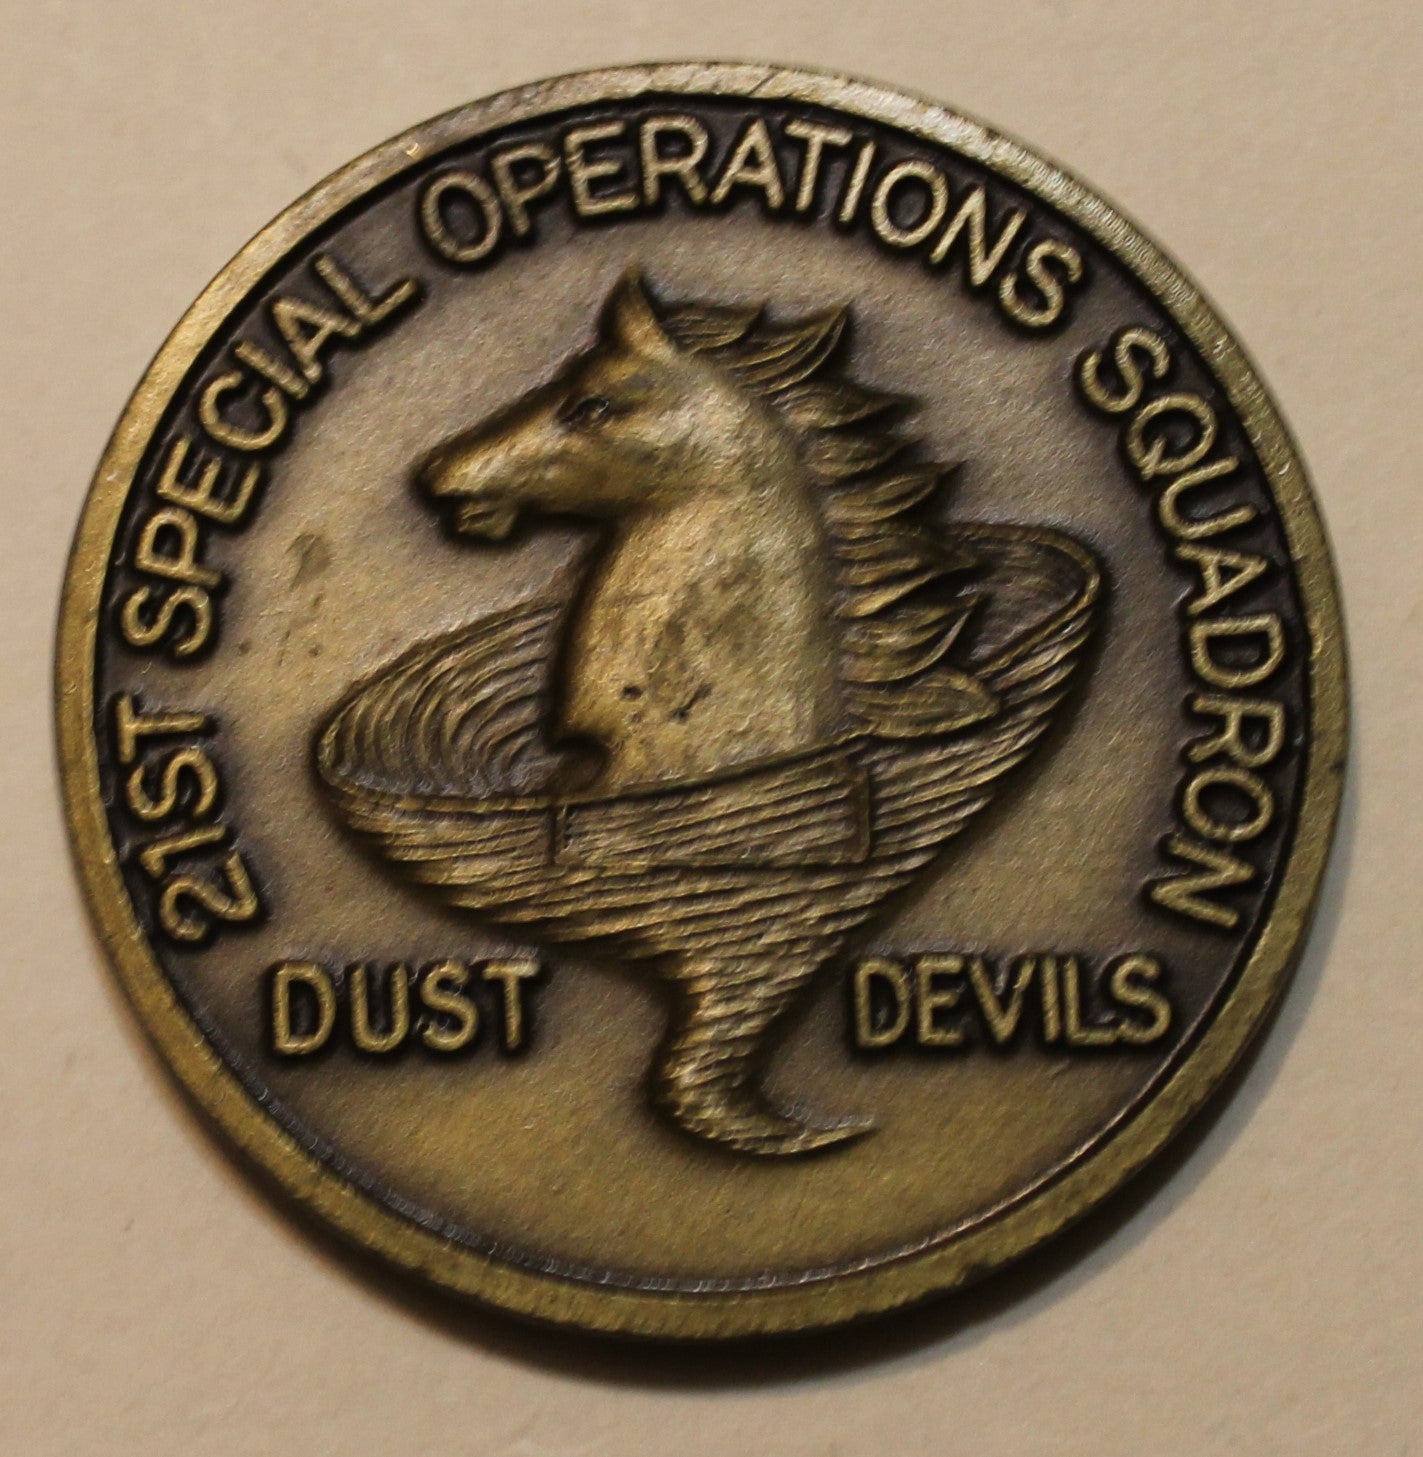 21ST SPECIAL OPERATIONS SQUADRON
DUST DEVILS